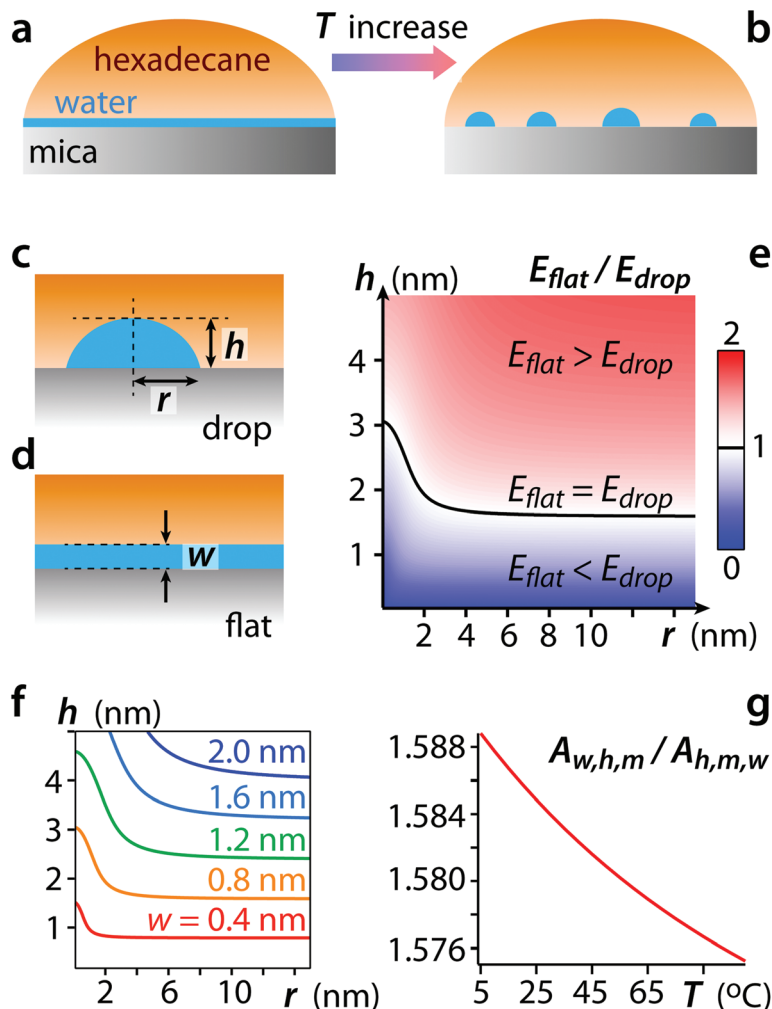 a
T increase
b
hexadecane
water
mica
c
h
r
drop
d
w
flat
e
h (nm)
E_flat / E_drop
4
3
2
1
E_flat > E_drop
E_flat = E_drop
E_flat < E_drop
2 4 6 8 10 r (nm)
2
1
0
f
h (nm)
4
3
2
1
2.0 nm
1.6 nm
1.2 nm
0.8 nm
w = 0.4 nm
2 6 10 r (nm)
g
A_w,h,m / A_h,m,w
1.588
1.584
1.580
1.576
5 25 45 65 T (ºC)